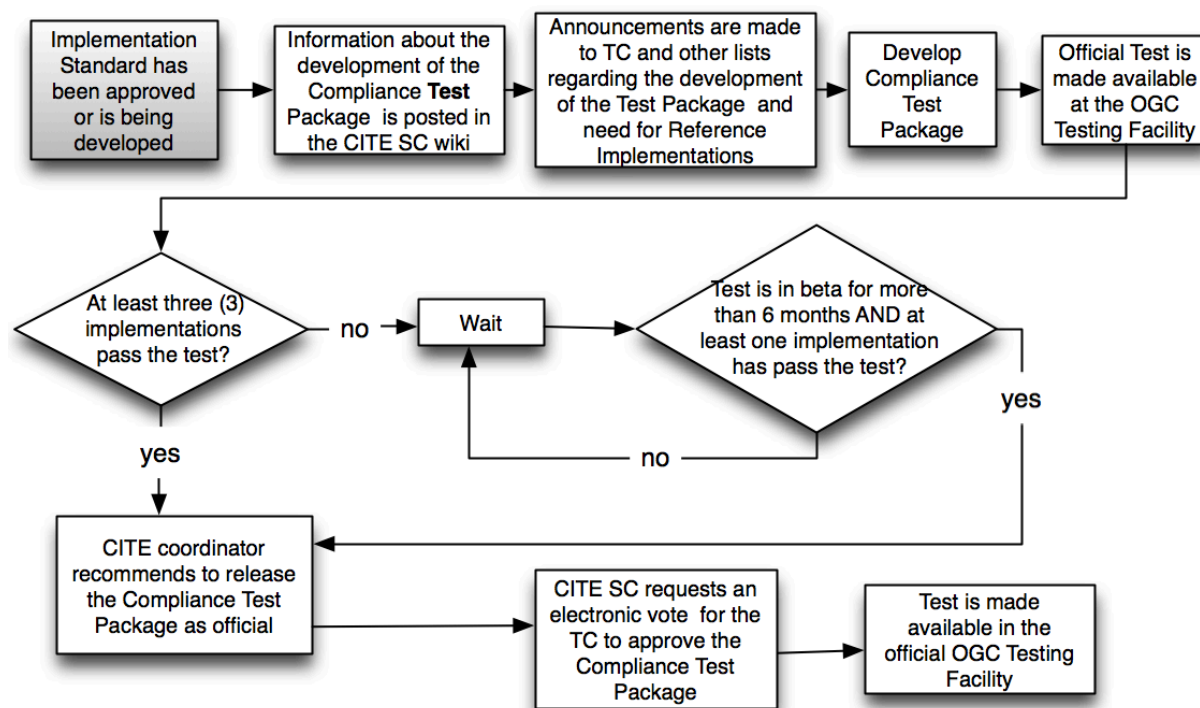 Implementation
Standard has
been approved
or is being
developed
Information about the
development of the
Compliance Test
Package is posted in
the CITE SC wiki
Announcements are made
to TC and other lists
regarding the development
of the Test Package and
need for Reference
Implementations
Develop
Compliance
Test
Package
Official Test is
made available
at the OGC
Testing Facility
At least three (3)
implementations
pass the test?
no
Wait
Test is in beta for more
than 6 months AND at
least one implementation
has pass the test?
yes
no
yes
CITE coordinator
recommends to release
the Compliance Test
Package as official
CITE SC requests an
electronic vote for the
TC to approve the
Compliance Test
Package
Test is made
available in the
official OGC Testing
Facility